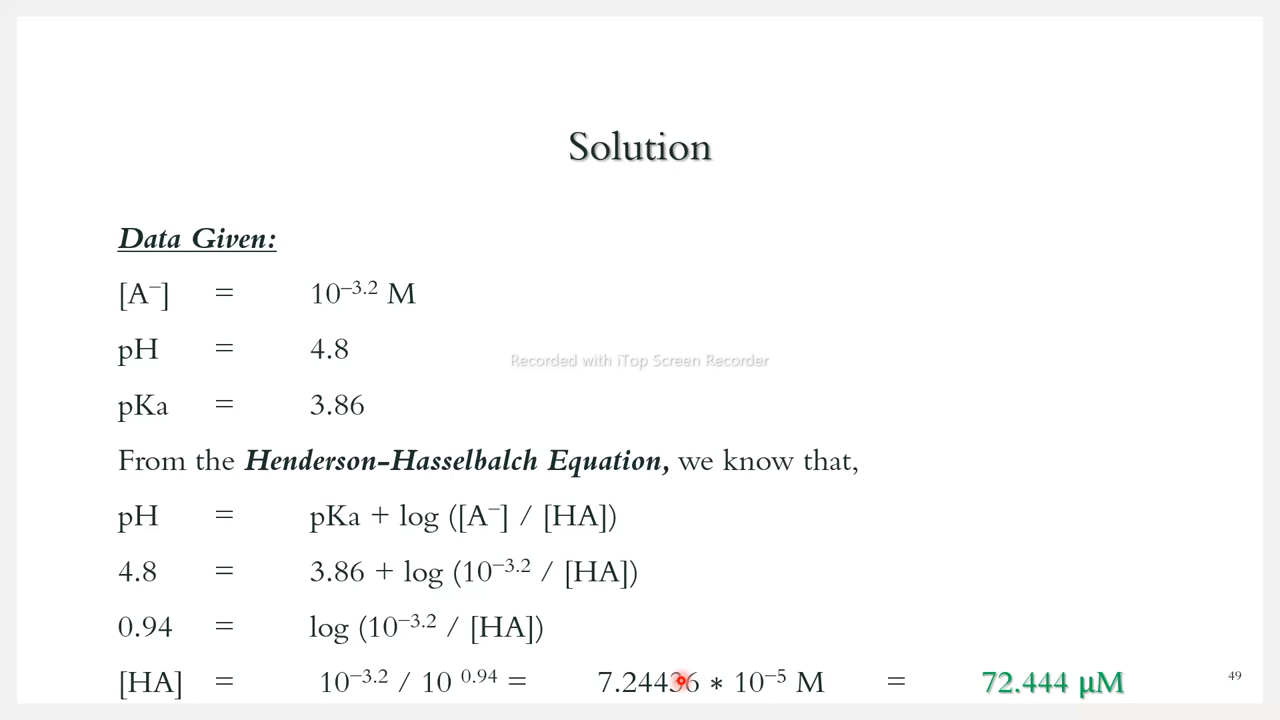 Solution
Data Given:
[A⁻] = 10⁻³·² M
pH = 4.8
Recorded with iTop Screen Recorder
pKa = 3.86
From the Henderson-Hasselbalch Equation, we know that,
pH = pKa + log ([A⁻] / [HA])
4.8 = 3.86 + log (10⁻³·² / [HA])
0.94 = log (10⁻³·² / [HA])
[HA] = 10⁻³·² / 10 ⁰·⁹⁴ = 7.24436 * 10⁻⁵ M = 72.444 µM
49